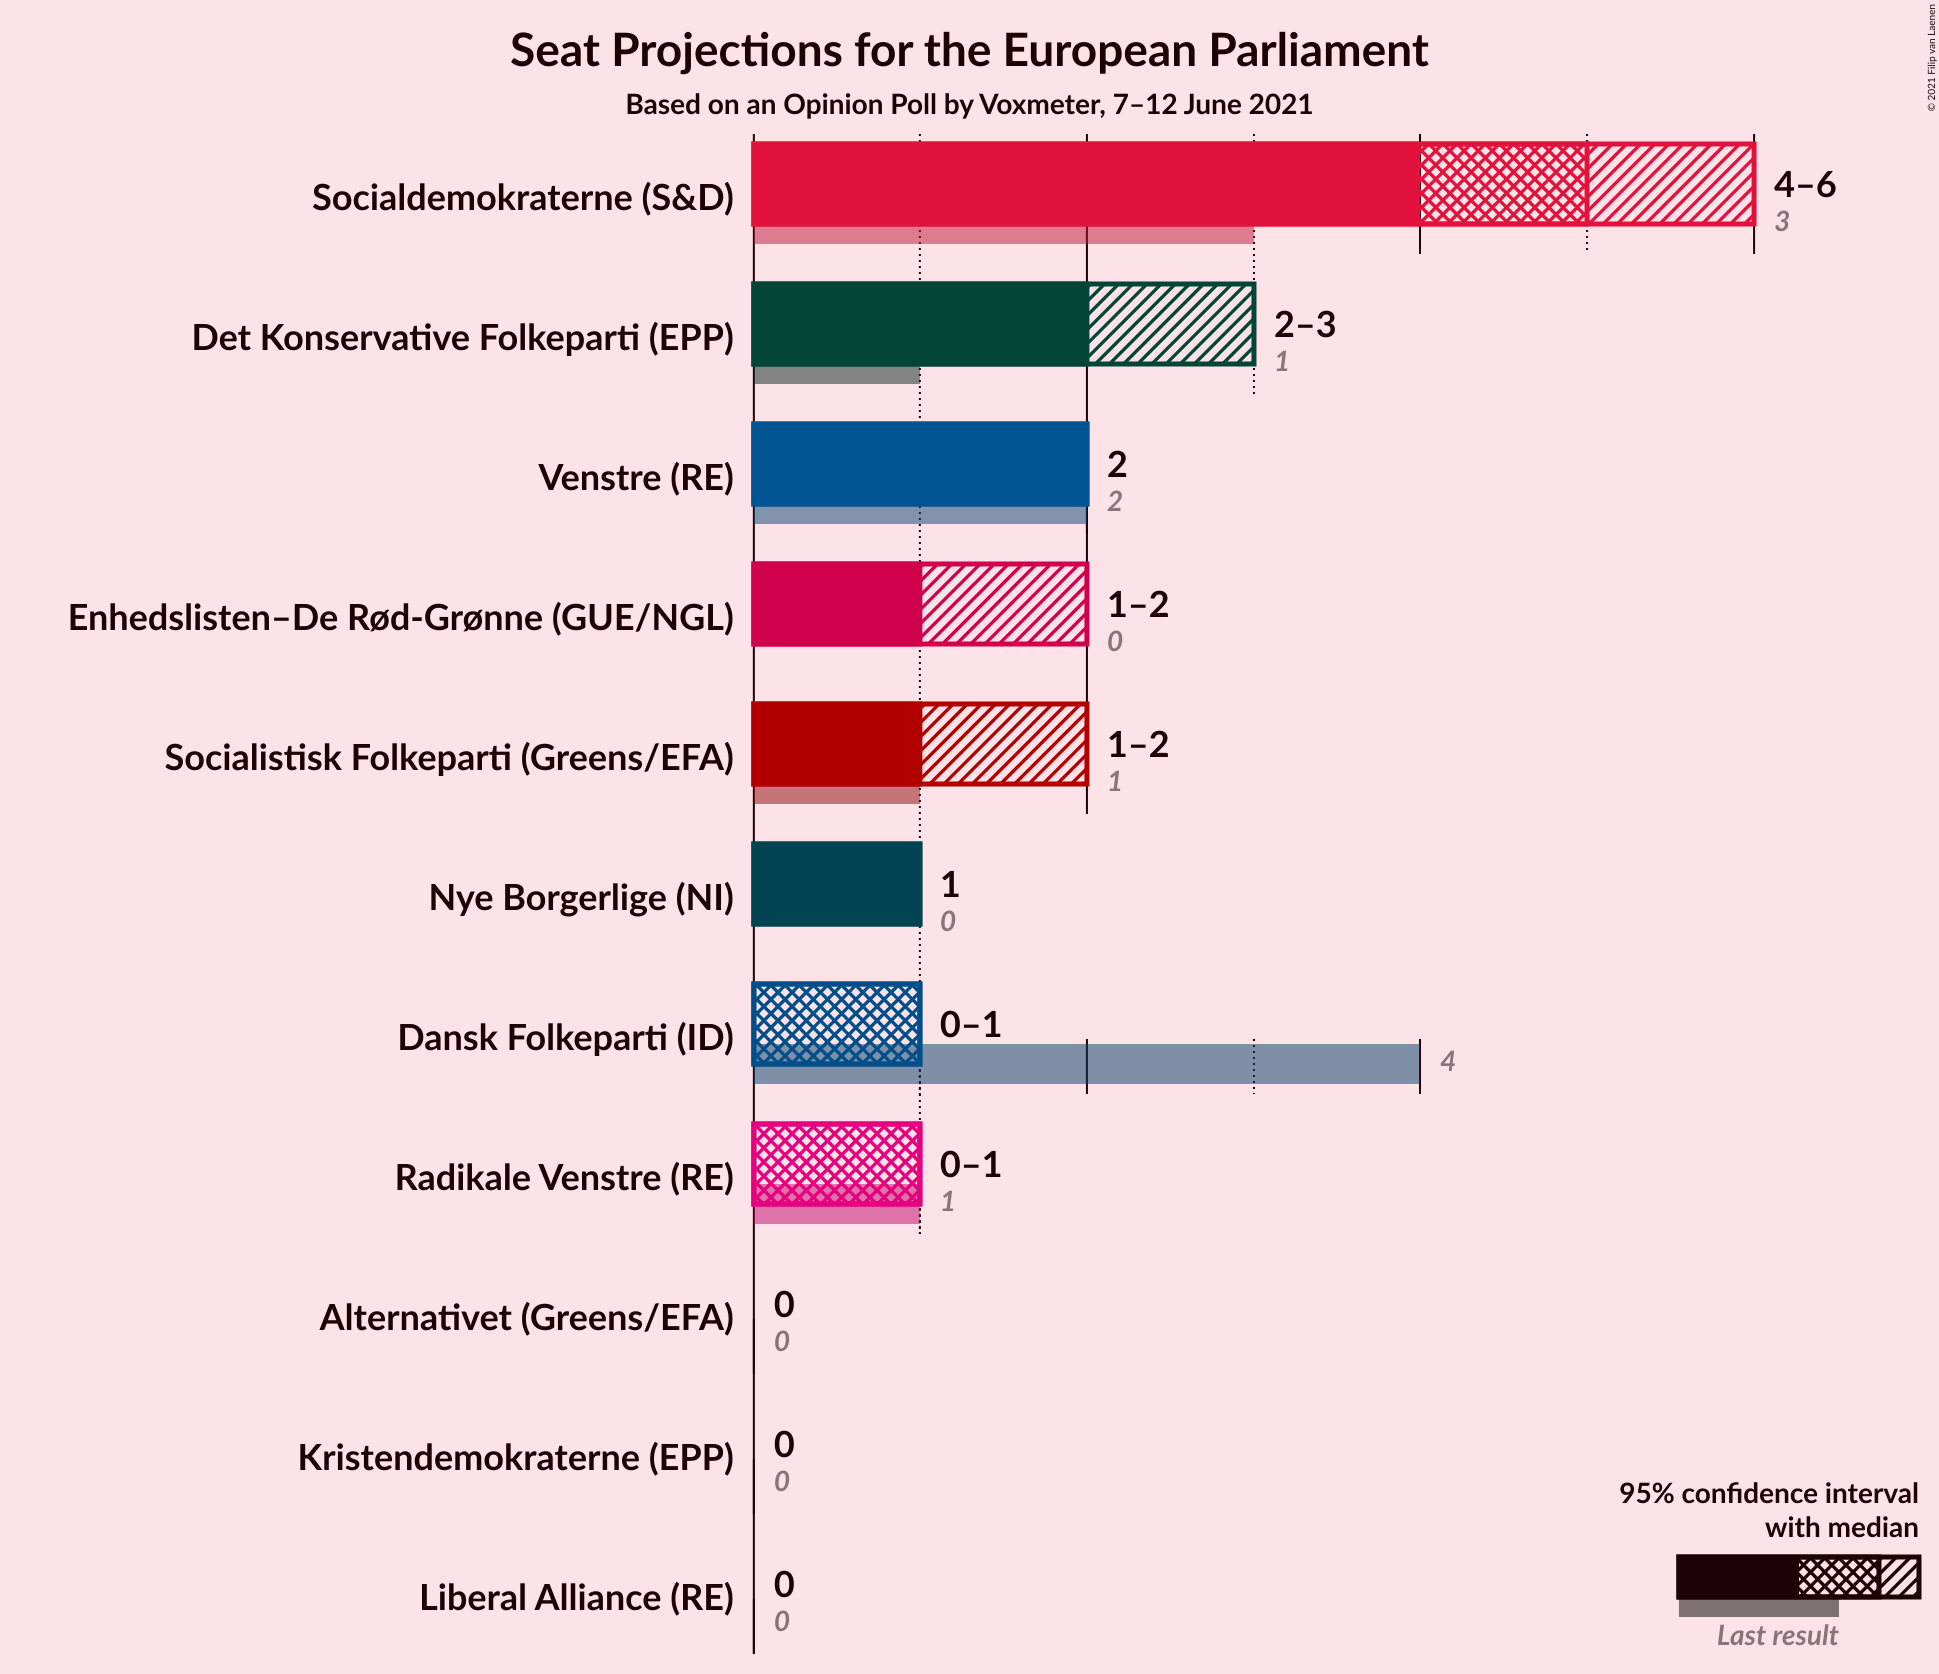 Seat Projections for the European Parliament
Based on an Opinion Poll by Voxmeter, 7–12 June 2021
© 2021 Filip van Laenen
Socialdemokraterne (S&D)
4–6
3
Det Konservative Folkeparti (EPP)
2–3
1
Venstre (RE)
2
2
Enhedslisten–De Rød-Grønne (GUE/NGL)
1–2
0
Socialistisk Folkeparti (Greens/EFA)
1–2
1
Nye Borgerlige (NI)
1
0
Dansk Folkeparti (ID)
0–1
4
Radikale Venstre (RE)
0–1
1
Alternativet (Greens/EFA)
0
0
Kristendemokraterne (EPP)
0
0
Liberal Alliance (RE)
0
0
95% confidence interval
with median
Last result